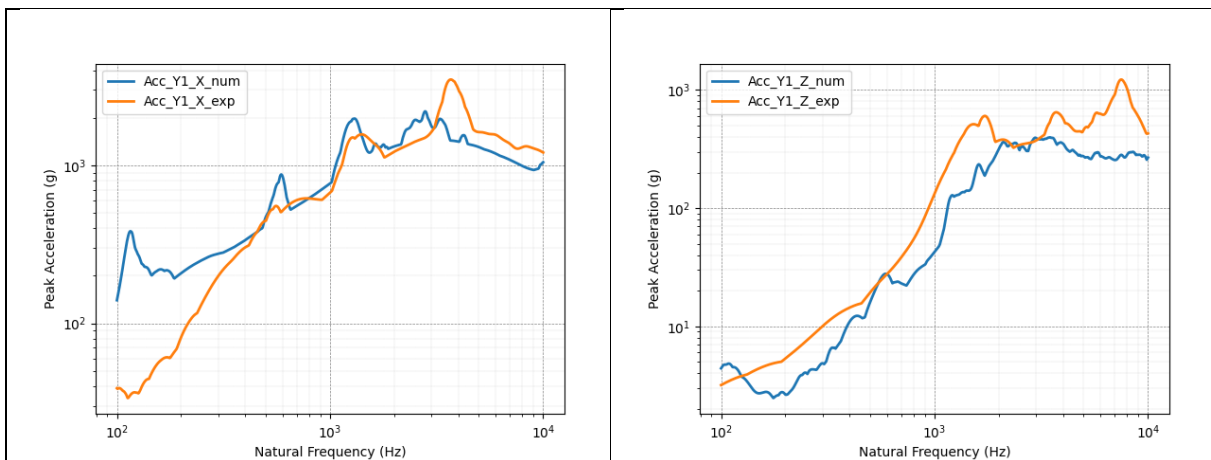 Acc_Y1_X_num
Acc_Y1_X_exp
Peak Acceleration (g)
10³
10²
10² 10³ 10⁴
Natural Frequency (Hz)
Acc_Y1_Z_num
Acc_Y1_Z_exp
Peak Acceleration (g)
10³
10²
10¹
10² 10³ 10⁴
Natural Frequency (Hz)